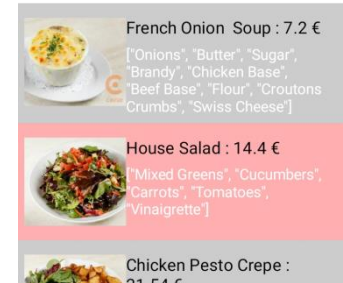 French Onion  Soup : 7.2 €
["Onions", "Butter", "Sugar",
"Brandy", "Chicken Base",
"Beef Base", "Flour", "Croutons
Crumbs", "Swiss Cheese"]
House Salad : 14.4 €
["Mixed Greens", "Cucumbers",
"Carrots", "Tomatoes",
"Vinaigrette"]
Chicken Pesto Crepe :